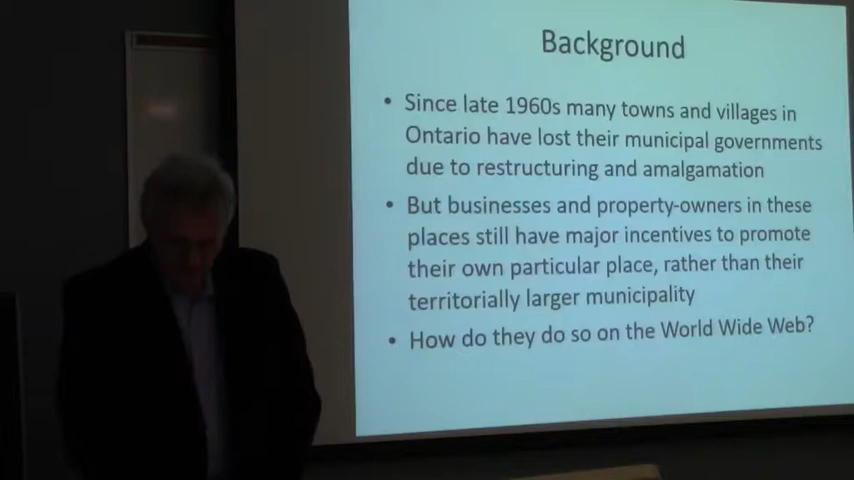 Background
• Since late 1960s many towns and villages in
Ontario have lost their municipal governments
due to restructuring and amalgamation
• But businesses and property-owners in these
places still have major incentives to promote
their own particular place, rather than their
territorially larger municipality
• How do they do so on the World Wide Web?